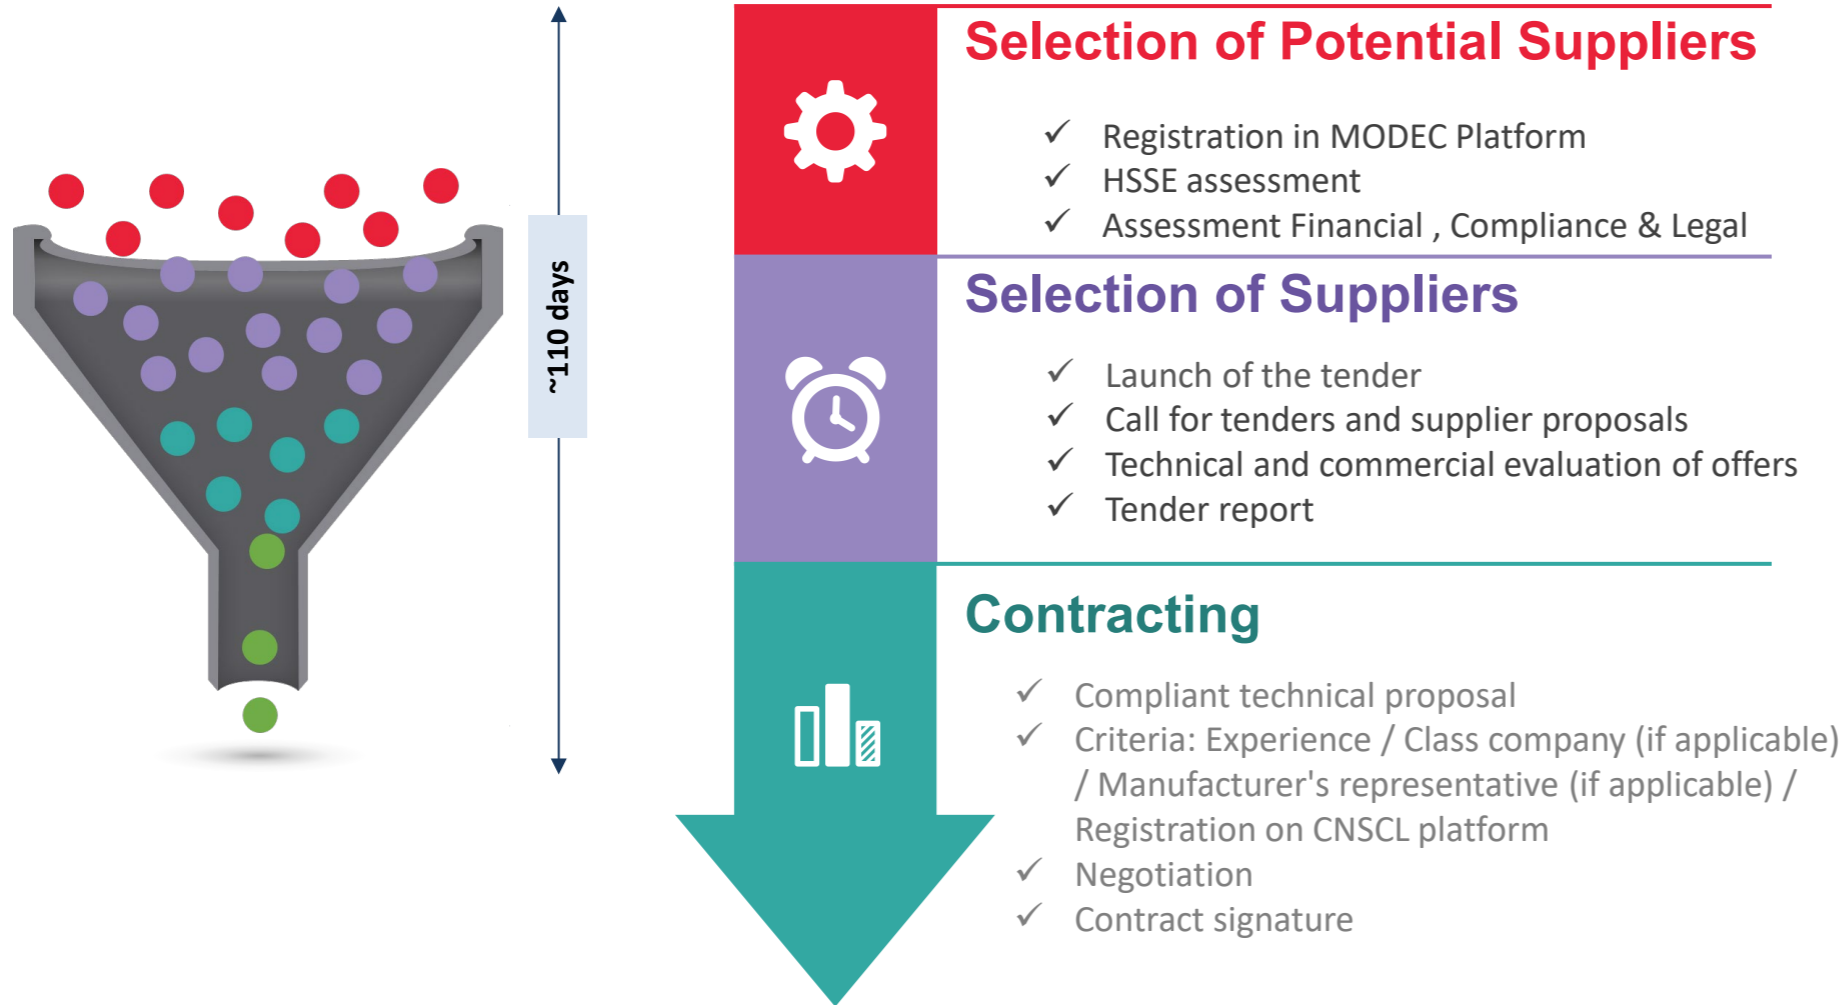 ~110 days
Selection of Potential Suppliers
✓ Registration in MODEC Platform
✓ HSSE assessment
✓ Assessment Financial , Compliance & Legal
Selection of Suppliers
✓ Launch of the tender
✓ Call for tenders and supplier proposals
✓ Technical and commercial evaluation of offers
✓ Tender report
Contracting
✓ Compliant technical proposal
✓ Criteria: Experience / Class company (if applicable)
/ Manufacturer's representative (if applicable) /
Registration on CNSCL platform
✓ Negotiation
✓ Contract signature